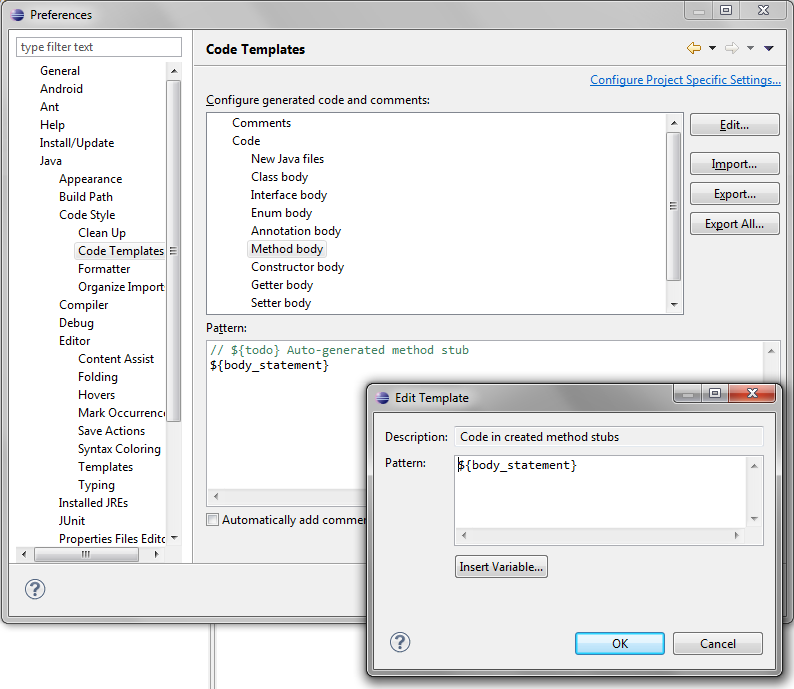 Preferences
type filter text
General
Android
Ant
Help
Install/Update
Java
Appearance
Build Path
Code Style
Clean Up
Code Templates
Formatter
Organize Import
Compiler
Debug
Editor
Content Assist
Folding
Hovers
Mark Occurrenc
Save Actions
Syntax Coloring
Templates
Typing
Installed JREs
JUnit
Properties Files Edito
Code Templates
Configure Project Specific Settings...
Configure generated code and comments:
Comments
Code
New Java files
Class body
Interface body
Enum body
Annotation body
Method body
Constructor body
Getter body
Setter body
Edit...
Import...
Export...
Export All...
Pattern:
// ${todo} Auto-generated method stub
${body_statement}
Automatically add commen
Edit Template
Description: Code in created method stubs
Pattern: ${body_statement}
Insert Variable...
OK Cancel